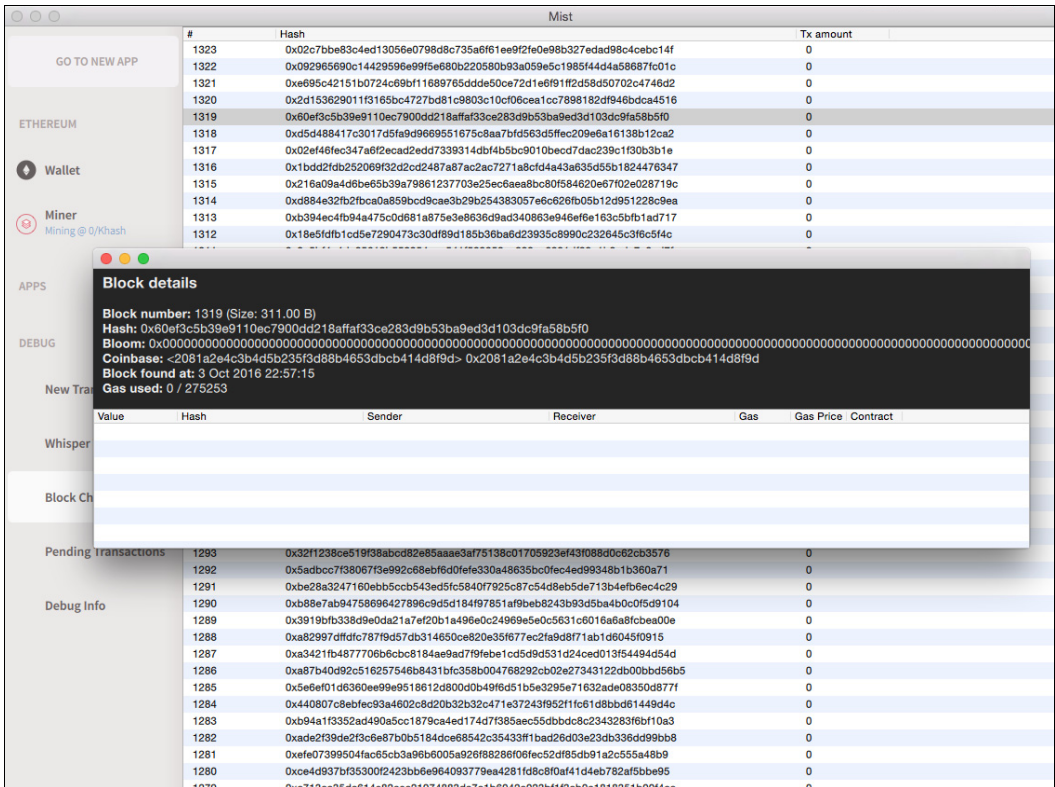 Mist
# Hash Tx amount
GO TO NEW APP
ETHEREUM
Wallet
Miner
Mining @ 0/Khash
APPS
DEBUG
New Tra
Whisper
Block Ch
Pending Transactions
Debug Info
1323 0x02c7bbe83c4ed13056e0798d8c735a6f61ee9f2fe0e98b327edad98c4cebc14f 0
1322 0x092965690c14429596e99f5e680b220580b93a059e5c1985f44d4a58687fc01c 0
1321 0xe695c42151b0724c69bf11689765ddde50ce72d1e6f91ff2d58d50702c4746d2 0
1320 0x2d153629011f3165bc4727bd81c9803c10cf06cea1cc7898182df946bdca4516 0
1319 0x60ef3c5b39e9110ec7900dd218affaf33ce283d9b53ba9ed3d103dc9fa58b5f0 0
1318 0xd5d488417c3017d5fa9d9669551675c8aa7bfd563d5ffec209e6a16138b12ca2 0
1317 0x02ef46fec347a6f2ecad2edd7339314dbf4b5bc9010becd7dac239c1f30b3b1e 0
1316 0x1bdd2fdb252069f32d2cd2487a87ac2ac7271a8cfd4a43a635d55b1824476347 0
1315 0x216a09a4d6be65b39a79861237703e25ec6aea8bc80f584620e67f02e028719c 0
1314 0xd884e32fb2fbca0a859bcd9cae3b29b254383057e6c626fb05b12d951228c9ea 0
1313 0xb394ec4fb94a475c0d681a875e3e8636d9ad340863e946ef6e163c5bfb1ad717 0
1312 0x18e5fdfb1cd5e7290473c30df89d185b36ba6d23935c8990c232645c3f6c5f4c 0
Block details
Block number: 1319 (Size: 311.00 B)
Hash: 0x60ef3c5b39e9110ec7900dd218affaf33ce283d9b53ba9ed3d103dc9fa58b5f0
Coinbase: <2081a2e4c3b4d5b235f3d88b4653dbcb414d8f9d> 0x2081a2e4c3b4d5b235f3d88b4653dbcb414d8f9d
Block found at: 3 Oct 2016 22:57:15
Gas used: 0 / 275253
Value Hash Sender Receiver Gas Gas Price Contract
1293 0x32f1238ce519f38abcd82e85aaae3af75138c01705923ef43f088d0c62cb3576 0
1292 0x5adbcc7f38067f3e992c68ebf6d0fefe330a48635bc0fec4ed99348b1b360a71 0
1291 0xbe28a3247160ebb5ccb543ed5fc5840f7925c87c54d8eb5de713b4efb6ec4c29 0
1290 0xb88e7ab94758696427896c9d5d184f97851af9beb8243b93d5ba4b0c0f5d9104 0
1289 0x3919bfb338d9e0da21a7ef20b1a496e0c24969e5e0c5631c6016a6a8fcbea00e 0
1288 0xa82997dffdfc787f9d57db314650ce820e35f677ec2fa9d8f71ab1d6045f0915 0
1287 0xa3421fb4877706b6cbc8184ae9ad7f9febe1cd5d9d531d24ced013f54494d54d 0
1286 0xa87b40d92c516257546b8431bfc358b004768292cb02e27343122db00bbd56b5 0
1285 0x5e6ef01d6360ee99e9518612d800d0b49f6d51b5e3295e71632ade08350d877f 0
1284 0x440807c8ebfec93a4602c8d20b32b32c471e37243f952f1fc61d8bbd61449d4c 0
1283 0xb94a1f3352ad490a5cc1879ca4ed174d7f385aec55dbbdc8c2343283f6bf10a3 0
1282 0xade2f39de2f3c6e87b0b5184dce68542c35433ff1bad26d03e23db336dd99bb8 0
1281 0xefe07399504fac65cb3a96b6005a926f88286f06fec52df85db91a2c555a48b9 0
1280 0xce4d937bf35300f2423bb6e964093779ea4281fd8c8f0af41d4eb782af5bbe95 0